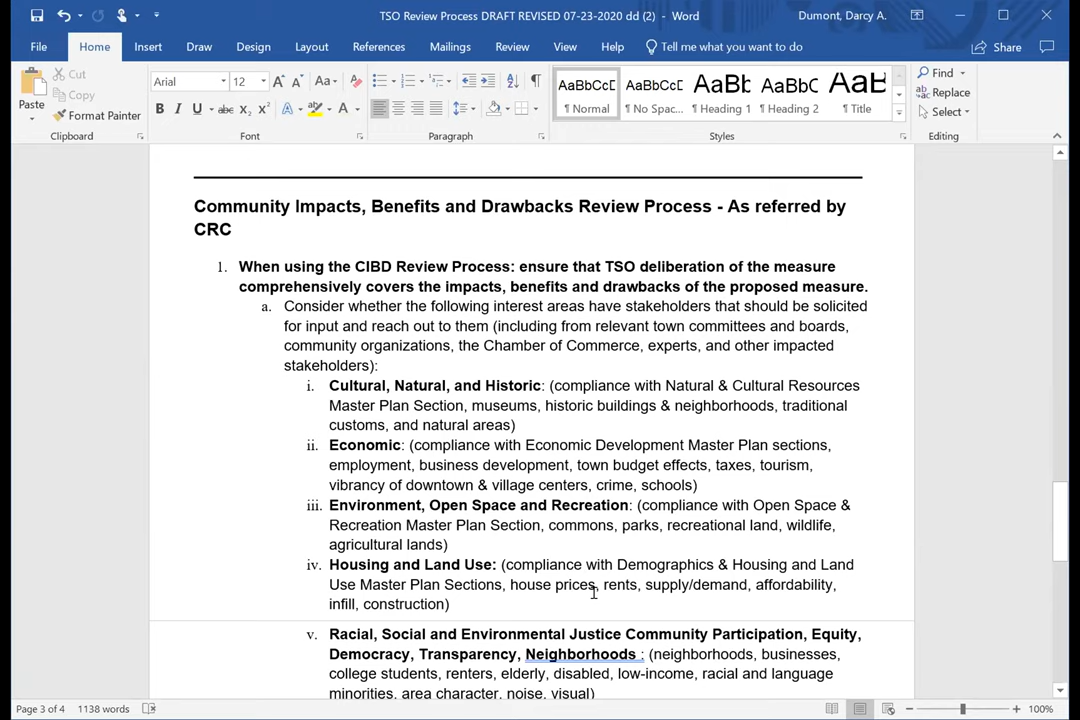 TSO Review Process DRAFT REVISED 07-23-2020 dd (2) - Word
Dumont, Darcy A.
File Home Insert Draw Design Layout References Mailings Review View Help Tell me what you want to do Share
Paste
Cut
Copy
Format Painter
Clipboard
Arial 12
Aa
B I U abc X₂ X²
A
Font
Paragraph
AaBbCcD AaBbCcD AaBbC AaBbC AaB
¶ Normal ¶ No Spac... ¶ Heading 1 ¶ Heading 2 ¶ Title
Styles
Find
Replace
Select
Editing
Community Impacts, Benefits and Drawbacks Review Process - As referred by
CRC
1. When using the CIBD Review Process: ensure that TSO deliberation of the measure
comprehensively covers the impacts, benefits and drawbacks of the proposed measure.
a. Consider whether the following interest areas have stakeholders that should be solicited
for input and reach out to them (including from relevant town committees and boards,
community organizations, the Chamber of Commerce, experts, and other impacted
stakeholders):
i. Cultural, Natural, and Historic: (compliance with Natural & Cultural Resources
Master Plan Section, museums, historic buildings & neighborhoods, traditional
customs, and natural areas)
ii. Economic: (compliance with Economic Development Master Plan sections,
employment, business development, town budget effects, taxes, tourism,
vibrancy of downtown & village centers, crime, schools)
iii. Environment, Open Space and Recreation: (compliance with Open Space &
Recreation Master Plan Section, commons, parks, recreational land, wildlife,
agricultural lands)
iv. Housing and Land Use: (compliance with Demographics & Housing and Land
Use Master Plan Sections, house prices, rents, supply/demand, affordability,
infill, construction)
v. Racial, Social and Environmental Justice Community Participation, Equity,
Democracy, Transparency, Neighborhoods : (neighborhoods, businesses,
college students, renters, elderly, disabled, low-income, racial and language
minorities, area character, noise, visual)
Page 3 of 4 1138 words
100%